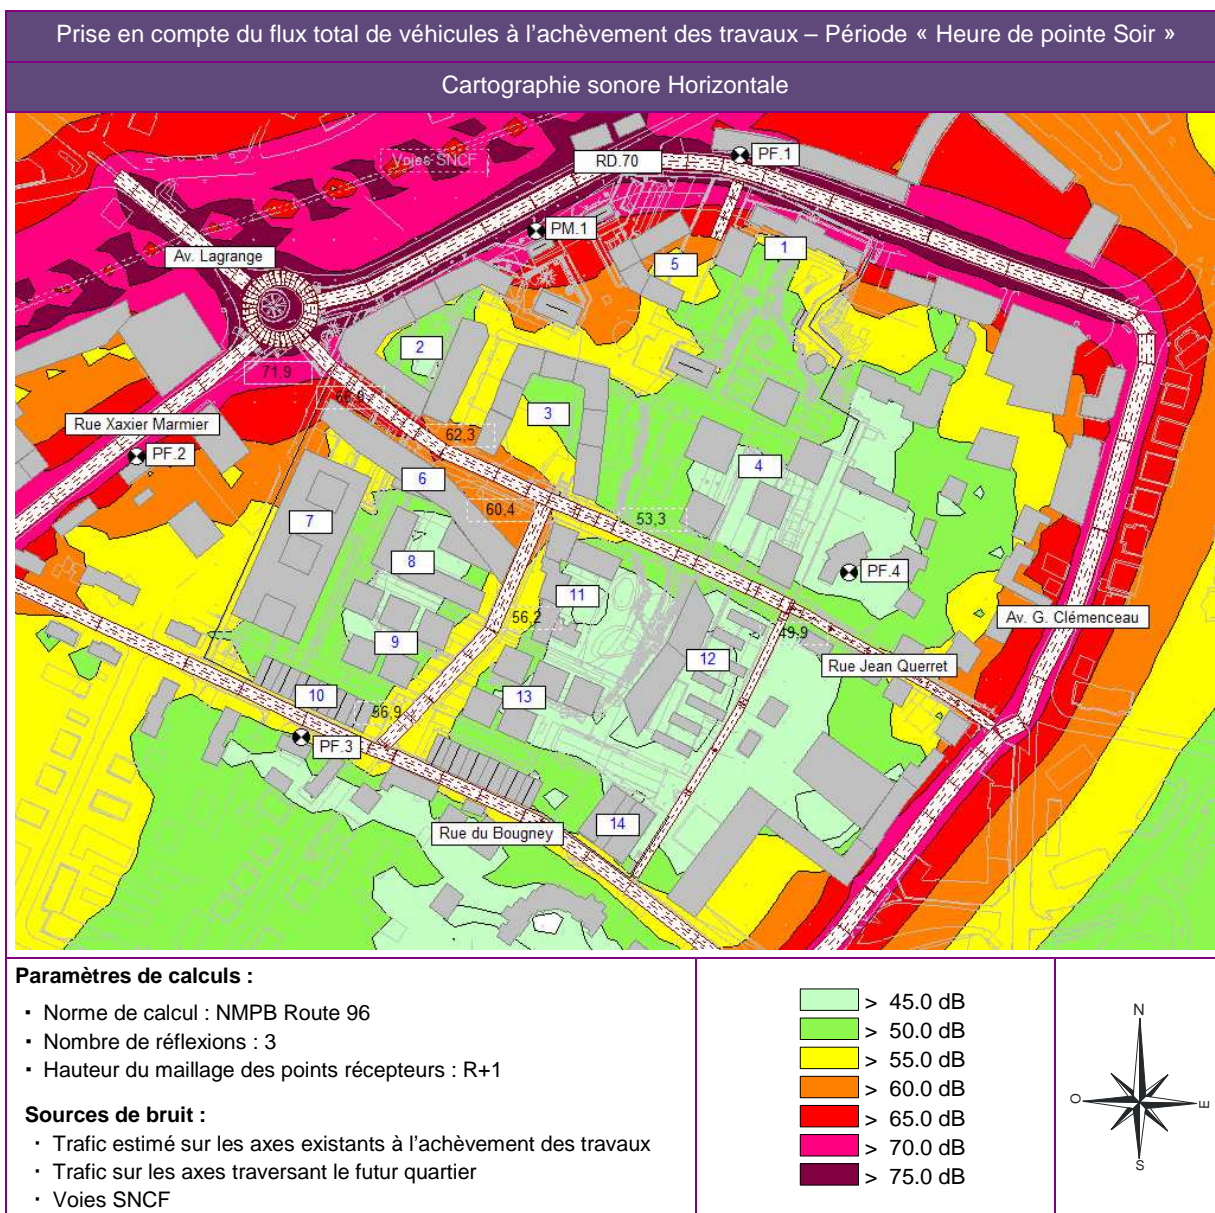 Prise en compte du flux total de véhicules à l'achèvement des travaux – Période « Heure de pointe Soir »
Cartographie sonore Horizontale
Voies SNCF
RD.70
PF.1
PM.1
Av. Lagrange
1
5
2
71.9
66,8
3
Rue Xaxier Marmier
62,3
PF.2
4
6
60,4
53,3
7
8
PF.4
11
56,2
Av. G. Clémenceau
49,9
9
12
Rue Jean Querret
10
13
56,9
PF.3
Rue du Bougney
14
Paramètres de calculs :
· Norme de calcul : NMPB Route 96
· Nombre de réflexions : 3
· Hauteur du maillage des points récepteurs : R+1
Sources de bruit :
· Trafic estimé sur les axes existants à l'achèvement des travaux
· Trafic sur les axes traversant le futur quartier
· Voies SNCF
> 45.0 dB
> 50.0 dB
> 55.0 dB
> 60.0 dB
> 65.0 dB
> 70.0 dB
> 75.0 dB
N
O
E
S